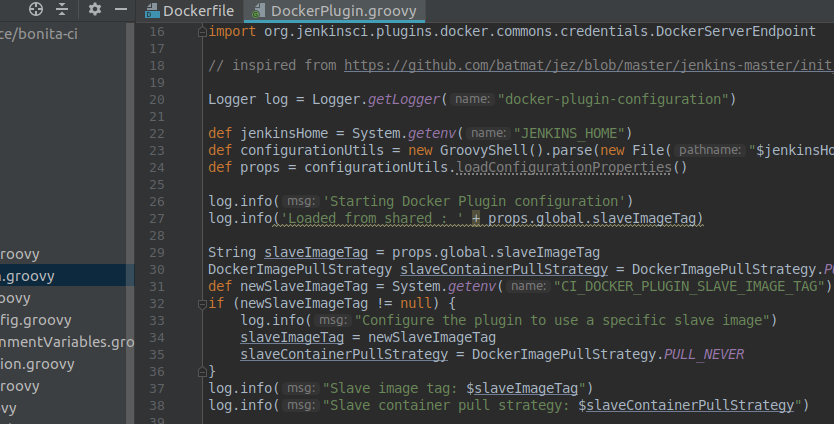 Dockerfile
DockerPlugin.groovy
ce/bonita-ci
roovy
n.groovy
roovy
fig.groovy
nmentVariables.gro
ion.groovy
roovy
vy
roovy
16 import org.jenkinsci.plugins.docker.commons.credentials.DockerServerEndpoint
17
18 // inspired from https://github.com/batmat/jez/blob/master/jenkins-master/init_
19
20 Logger log = Logger.getLogger( name: "docker-plugin-configuration")
21
22 def jenkinsHome = System.getenv( name: "JENKINS_HOME")
23 def configurationUtils = new GroovyShell().parse(new File( pathname: "$jenkinsHo
24 def props = configurationUtils.loadConfigurationProperties()
25
26 log.info( msg: 'Starting Docker Plugin configuration')
27 log.info('Loaded from shared : ' + props.global.slaveImageTag)
28
29 String slaveImageTag = props.global.slaveImageTag
30 DockerImagePullStrategy slaveContainerPullStrategy = DockerImagePullStrategy.PU
31 def newSlaveImageTag = System.getenv( name: "CI_DOCKER_PLUGIN_SLAVE_IMAGE_TAG")
32 if (newSlaveImageTag != null) {
33 log.info( msg: "Configure the plugin to use a specific slave image")
34 slaveImageTag = newSlaveImageTag
35 slaveContainerPullStrategy = DockerImagePullStrategy.PULL_NEVER
36 }
37 log.info( msg: "Slave image tag: $slaveImageTag")
38 log.info( msg: "Slave container pull strategy: $slaveContainerPullStrategy")
39